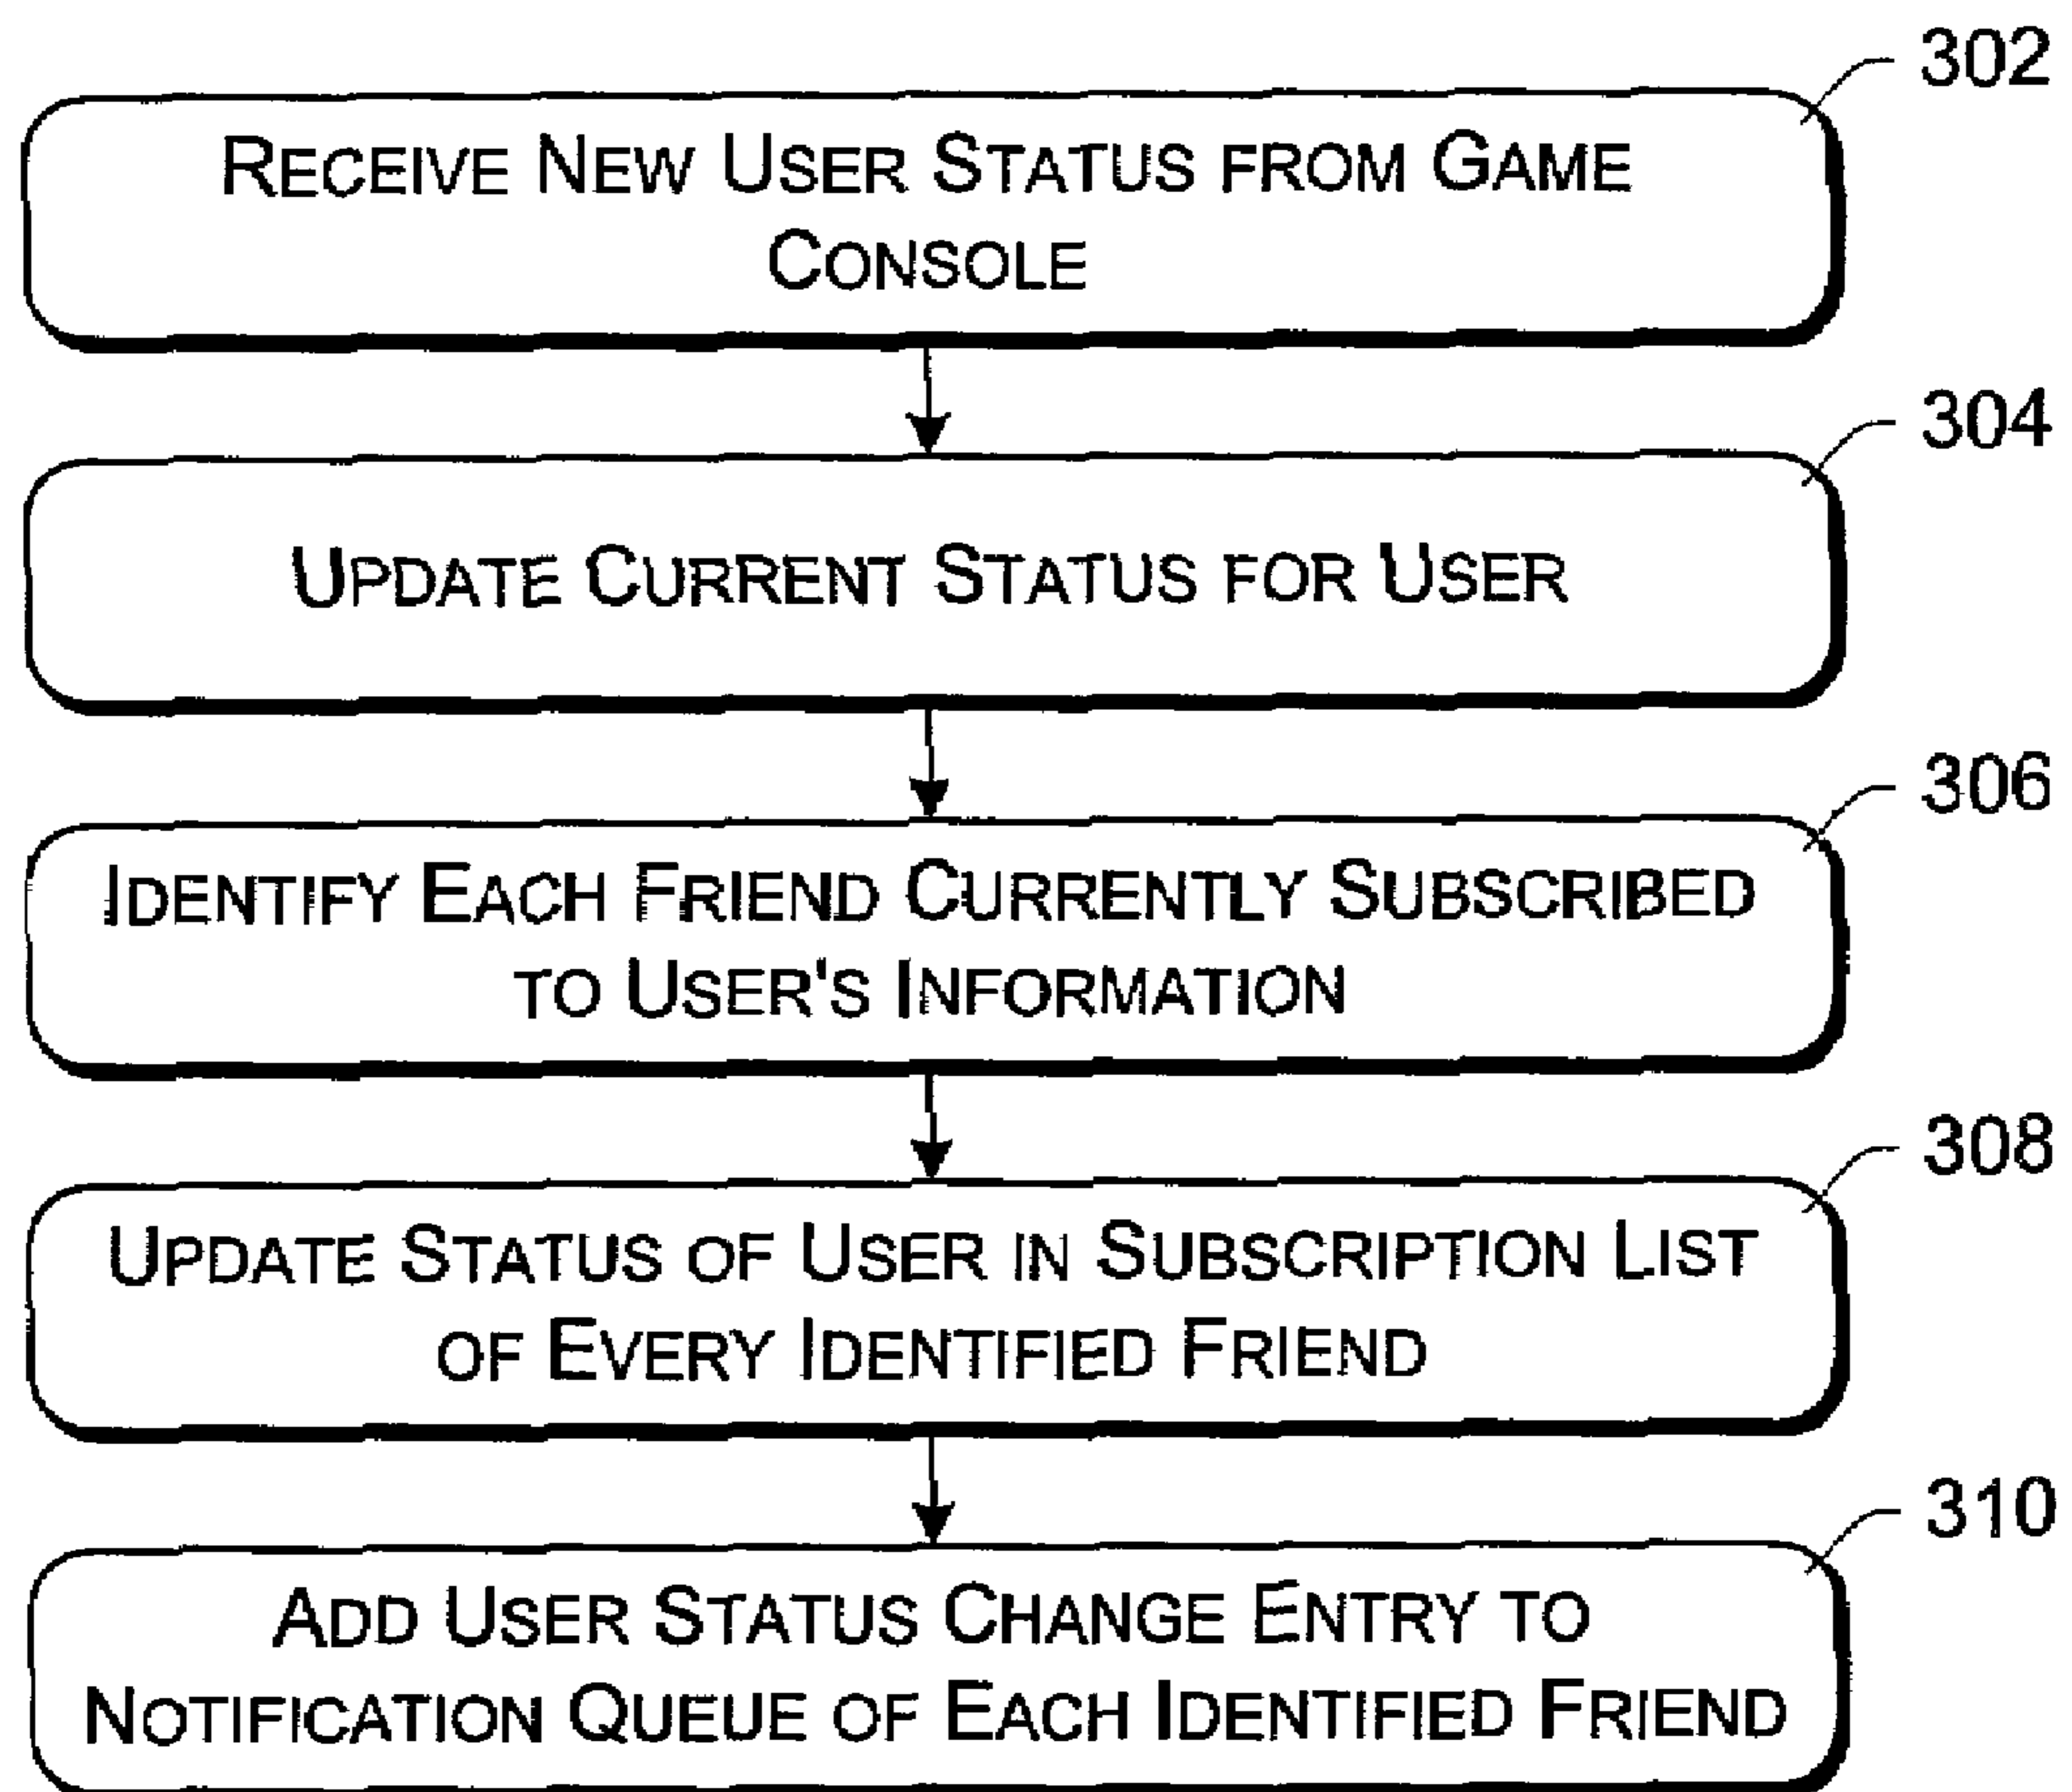 302
RECEIVE NEW USER STATUS FROM GAME
CONSOLE
304
UPDATE CURRENT STATUS FOR USER
306
IDENTIFY EACH FRIEND CURRENTLY SUBSCRIBED
TO USER'S INFORMATION
308
UPDATE STATUS OF USER IN SUBSCRIPTION LIST
OF EVERY IDENTIFIED FRIEND
310
ADD USER STATUS CHANGE ENTRY TO
NOTIFICATION QUEUE OF EACH IDENTIFIED FRIEND